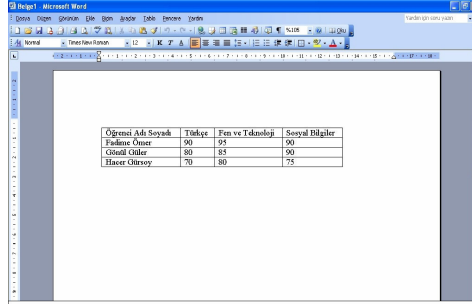 Belge1 - Microsoft Word
Dosya Düzen Görünüm Ekle Biçim Araçlar Tablo Pencere Yardım Yardım için soru yazın
%105 Oku
Normal Times New Roman 12 K T A
Öğrenci Adı Soyadı Türkçe Fen ve Teknoloji Sosyal Bilgiler
Fadime Ömer 90 95 90
Gönül Güler 80 85 90
Hacer Gürsoy 70 80 75